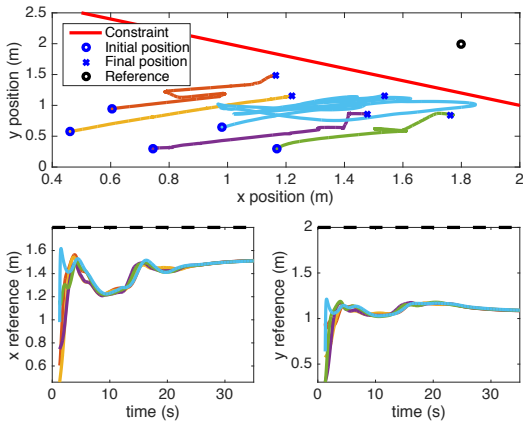 2.5
2
1.5
1
0.5
0
y position (m)
Constraint
Initial position
Final position
Reference
0.4 0.6 0.8 1 1.2 1.4 1.6 1.8 2
x position (m)
1.6
1.4
1.2
1
0.8
0.6
x reference (m)
0 10 20 30
time (s)
2
1.5
1
0.5
y reference (m)
0 10 20 30
time (s)